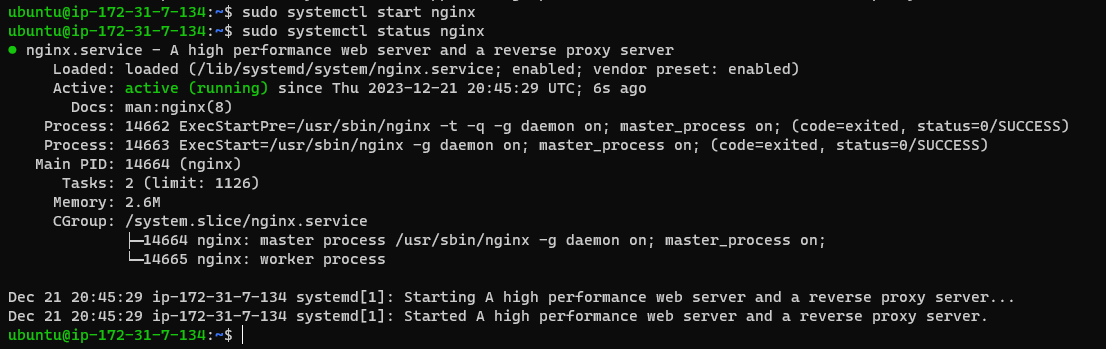 ubuntu@ip-172-31-7-134:~$ sudo systemctl start nginx
ubuntu@ip-172-31-7-134:~$ sudo systemctl status nginx
● nginx.service - A high performance web server and a reverse proxy server
     Loaded: loaded (/lib/systemd/system/nginx.service; enabled; vendor preset: enabled)
     Active: active (running) since Thu 2023-12-21 20:45:29 UTC; 6s ago
       Docs: man:nginx(8)
    Process: 14662 ExecStartPre=/usr/sbin/nginx -t -q -g daemon on; master_process on; (code=exited, status=0/SUCCESS)
    Process: 14663 ExecStart=/usr/sbin/nginx -g daemon on; master_process on; (code=exited, status=0/SUCCESS)
   Main PID: 14664 (nginx)
      Tasks: 2 (limit: 1126)
     Memory: 2.6M
     CGroup: /system.slice/nginx.service
             ├─14664 nginx: master process /usr/sbin/nginx -g daemon on; master_process on;
             └─14665 nginx: worker process

Dec 21 20:45:29 ip-172-31-7-134 systemd[1]: Starting A high performance web server and a reverse proxy server...
Dec 21 20:45:29 ip-172-31-7-134 systemd[1]: Started A high performance web server and a reverse proxy server.
ubuntu@ip-172-31-7-134:~$